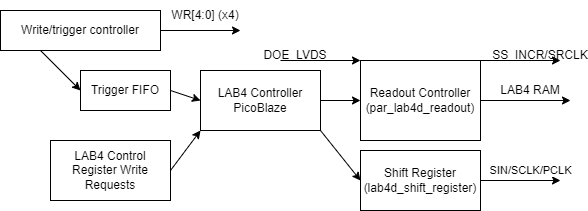 WR[4:0] (x4)
Write/trigger controller
DOE_LVDS
SS_INCR/SRCLK
Trigger FIFO
LAB4 Controller
PicoBlaze
Readout Controller
(par_lab4d_readout)
LAB4 RAM
LAB4 Control
Register Write
Requests
Shift Register
(lab4d_shift_register)
SIN/SCLK/PCLK